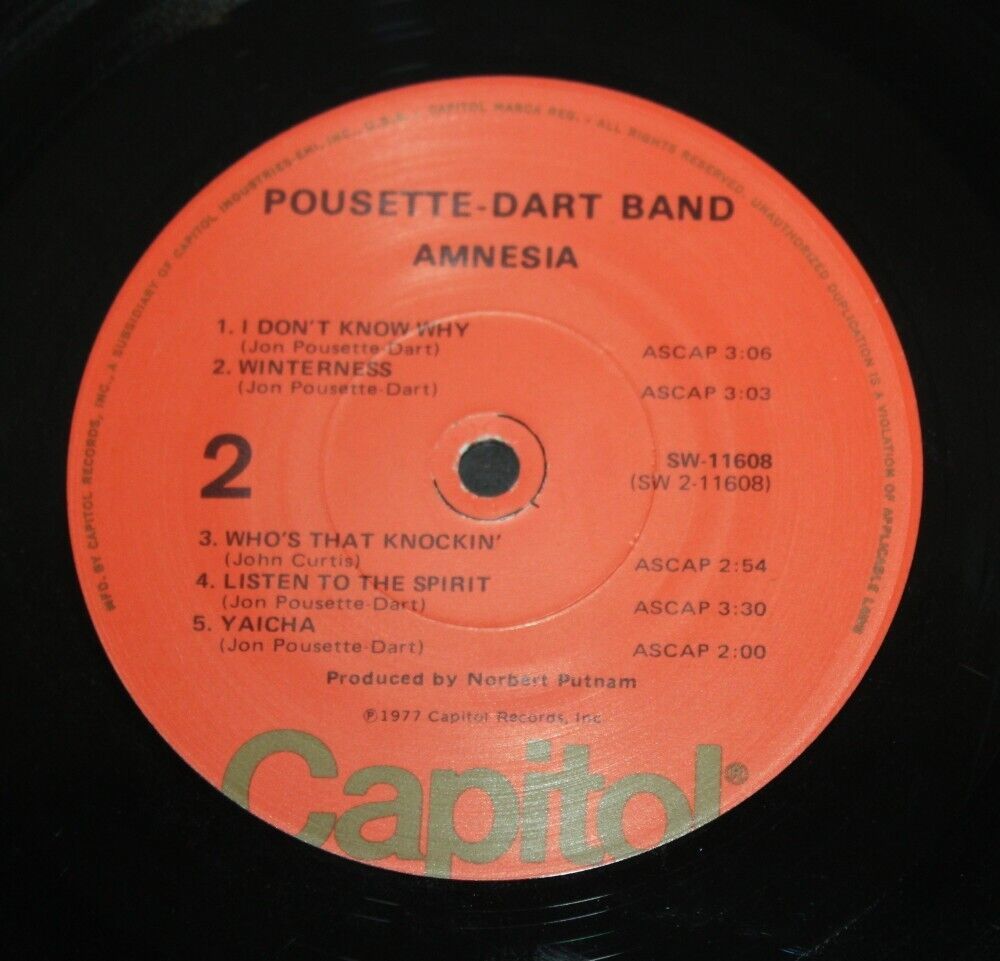 MFG. BY CAPITOL RECORDS, INC., A SUBSIDIARY OF CAPITOL INDUSTRIES-EMI, INC., U.S.A. • CAPITOL MARCA REG. • ALL RIGHTS RESERVED. UNAUTHORIZED DUPLICATION IS A VIOLATION OF APPLICABLE LAWS
POUSETTE-DART BAND
AMNESIA
1. I DON'T KNOW WHY
(Jon Pousette-Dart) ASCAP 3:06
2. WINTERNESS
(Jon Pousette-Dart) ASCAP 3:03
2
SW-11608
(SW 2-11608)
3. WHO'S THAT KNOCKIN'
(John Curtis) ASCAP 2:54
4. LISTEN TO THE SPIRIT
(Jon Pousette-Dart) ASCAP 3:30
5. YAICHA
(Jon Pousette-Dart) ASCAP 2:00
Produced by Norbert Putnam
℗1977 Capitol Records, Inc.
Capitol®